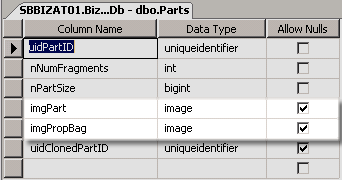 SBBIZAT01.Biz...Db - dbo.Parts
Column Name Data Type Allow Nulls
uidPartID uniqueidentifier
nNumFragments int
nPartSize bigint
imgPart image
imgPropBag image
uidClonedPartID uniqueidentifier